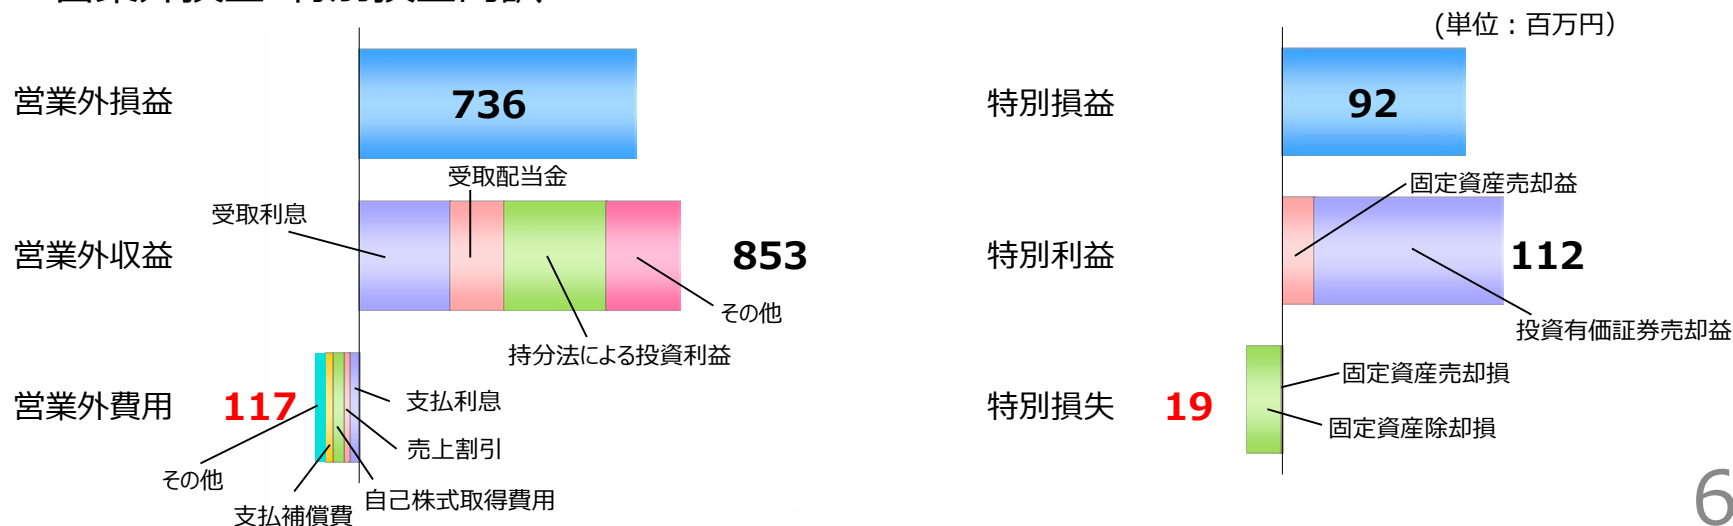 (単位:百万円)
営業外損益
736
受取配当金
受取利息
営業外収益
853
その他
持分法による投資利益
営業外費用
117
支払利息
売上割引
その他
自己株式取得費用
支払補償費
特別損益
92
固定資産売却益
特別利益
112
投資有価証券売却益
特別損失
19
固定資産売却損
固定資産除却損
6